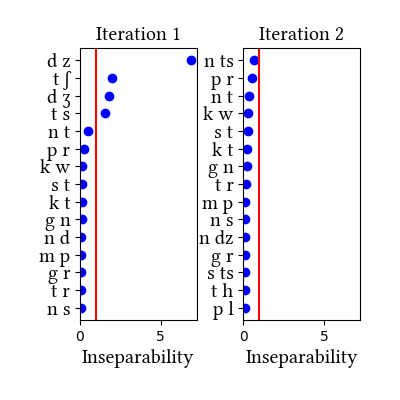 Iteration 1
d z
t ʃ
d ʒ
t s
n t
p r
k w
s t
k t
g n
n d
m p
g r
t r
n s
0 5
Inseparability
Iteration 2
n ts
p r
n t
k w
s t
k t
g n
t r
m p
n s
n dz
g r
s ts
t h
p l
0 5
Inseparability